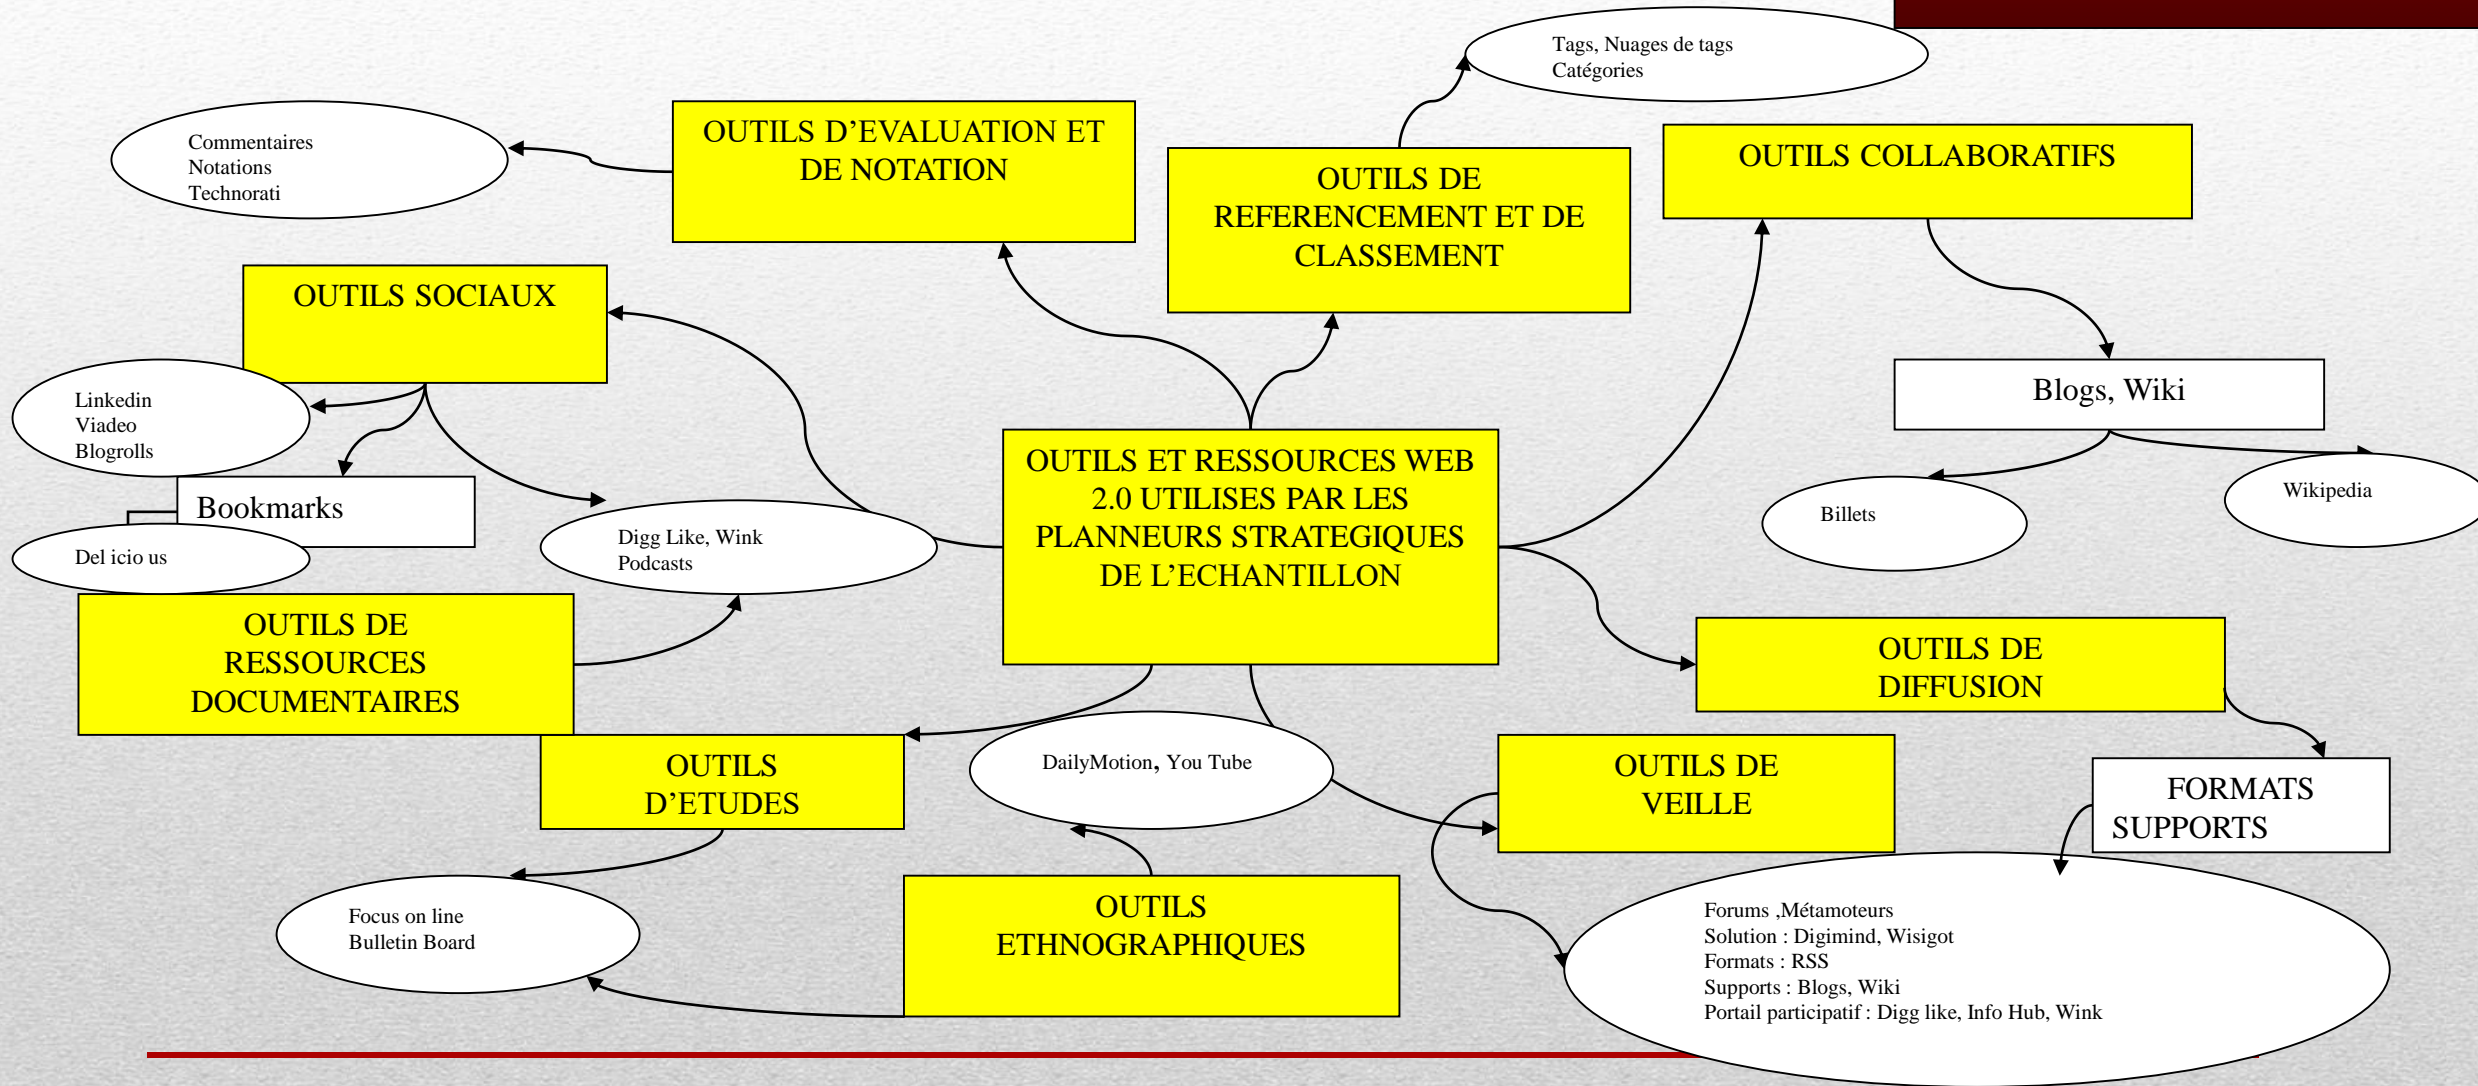 Tags, Nuages de tags
Catégories
Commentaires
Notations
Technorati
OUTILS D’EVALUATION ET
DE NOTATION
OUTILS DE
REFERENCEMENT ET DE
CLASSEMENT
OUTILS COLLABORATIFS
OUTILS SOCIAUX
Linkedin
Viadeo
Blogrolls
Blogs, Wiki
Bookmarks
Del icio us
Digg Like, Wink
Podcasts
OUTILS ET RESSOURCES WEB
2.0 UTILISES PAR LES
PLANNEURS STRATEGIQUES
DE L’ECHANTILLON
Billets
Wikipedia
OUTILS DE
RESSOURCES
DOCUMENTAIRES
OUTILS DE
DIFFUSION
OUTILS
D’ETUDES
DailyMotion, You Tube
OUTILS DE
VEILLE
FORMATS
SUPPORTS
Focus on line
Bulletin Board
OUTILS
ETHNOGRAPHIQUES
Forums ,Métamoteurs
Solution : Digimind, Wisigot
Formats : RSS
Supports : Blogs, Wiki
Portail participatif : Digg like, Info Hub, Wink